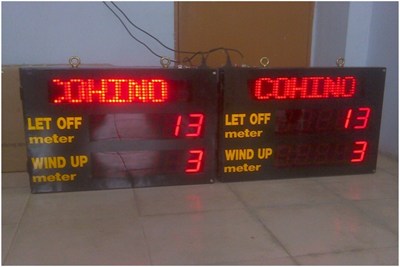 COHINO
LET OFF 13
meter
WIND UP 3
meter
COHINO
LET OFF 13
meter
WIND UP 3
meter